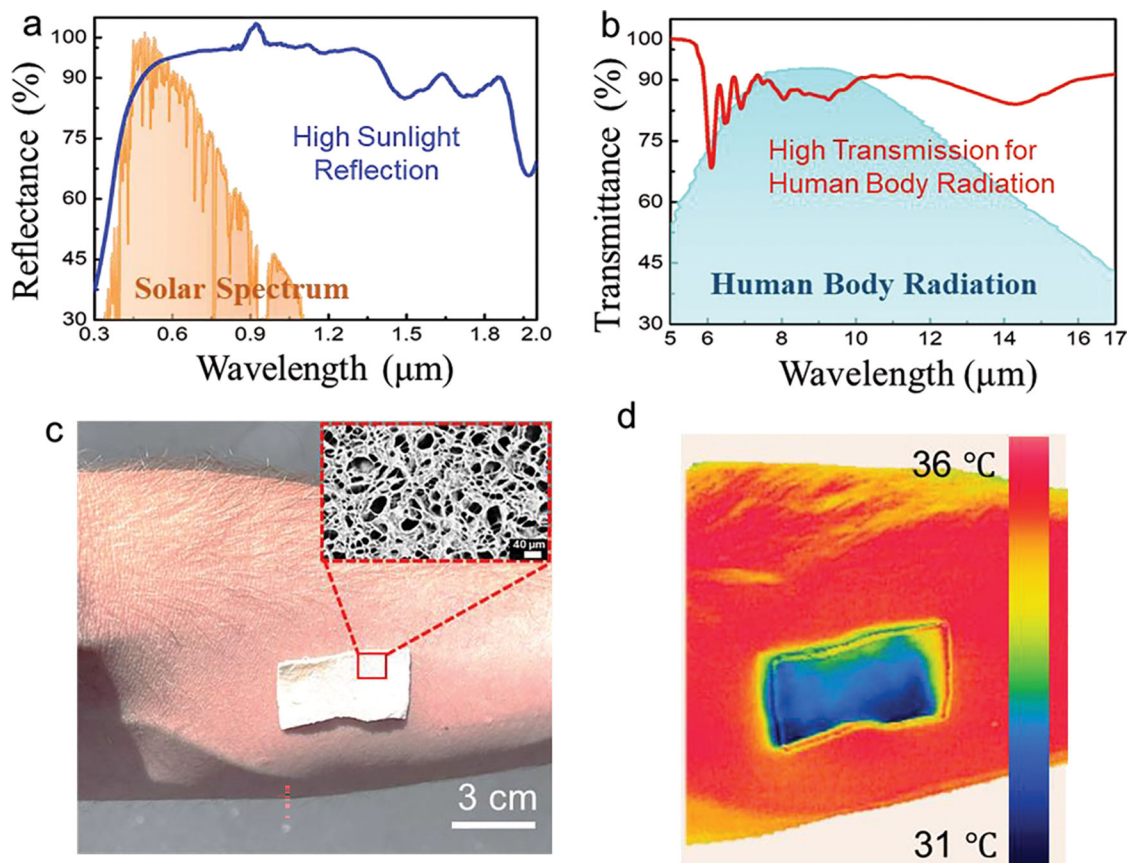 a
100
90
75
60
45
30
Reflectance (%)
High Sunlight
Reflection
Solar Spectrum
0.3
0.6
0.9
1.2
1.5
1.8
2.0
Wavelength (μm)
b
100
90
75
60
45
30
Transmittance (%)
High Transmission for
Human Body Radiation
Human Body Radiation
5
6
8
10
12
14
16
17
Wavelength (μm)
c
40 μm
3 cm
d
36 °C
31 °C